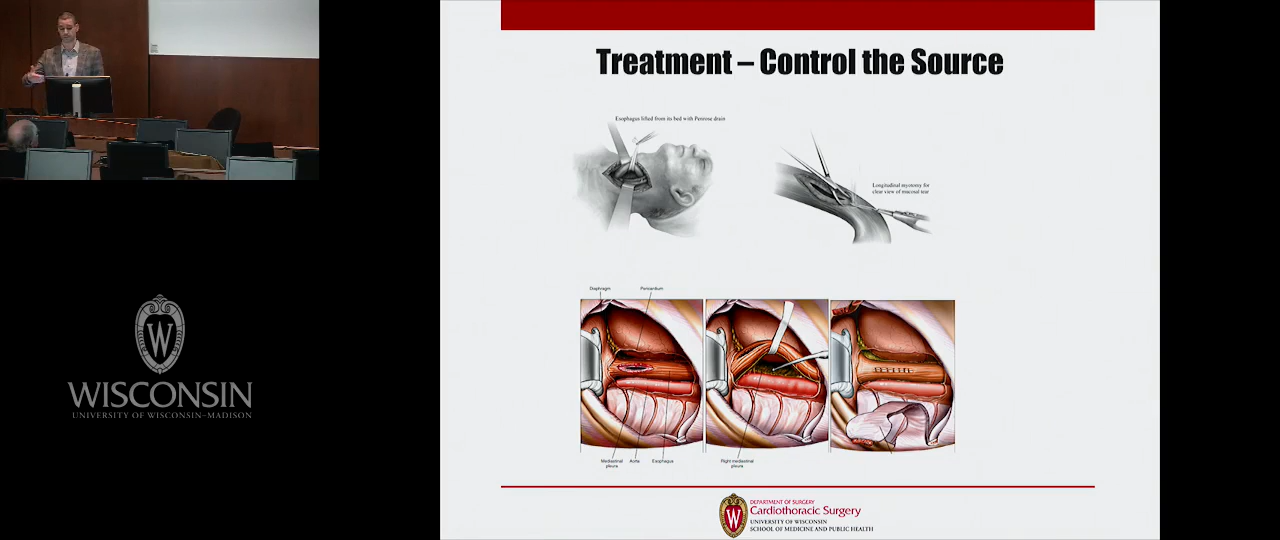 Treatment – Control the Source
Esophagus lifted from its bed with Penrose drain
Longitudinal myotomy for
clear view of mucosal tear
Diaphragm
Pericardium
Mediastinal
pleura
Aorta
Esophagus
Right mediastinal
pleura
W
WISCONSIN
UNIVERSITY OF WISCONSIN–MADISON
W
DEPARTMENT OF SURGERY
Cardiothoracic Surgery
UNIVERSITY OF WISCONSIN
SCHOOL OF MEDICINE AND PUBLIC HEALTH